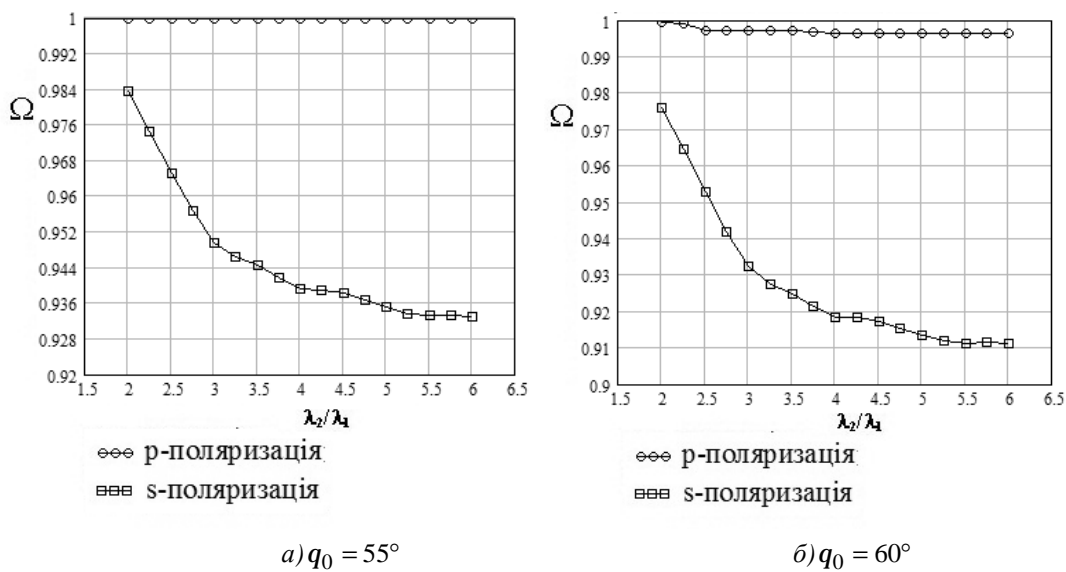 1
0.992
0.984
0.976
0.968
0.96
0.952
0.944
0.936
0.928
0.92
Ω
1.5 2 2.5 3 3.5 4 4.5 5 5.5 6 6.5
λ₂/λ₁
p-поляризація
s-поляризація
а) q₀ = 55°
1
0.99
0.98
0.97
0.96
0.95
0.94
0.93
0.92
0.91
0.9
Ω
1.5 2 2.5 3 3.5 4 4.5 5 5.5 6 6.5
λ₂/λ₁
p-поляризація
s-поляризація
б) q₀ = 60°